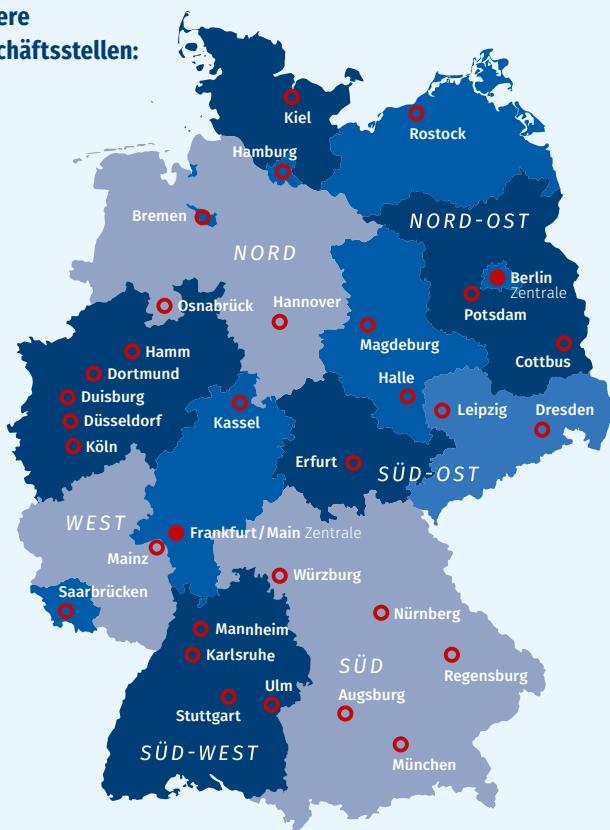 ere
chäftsstellen:
Kiel
Rostock
Hamburg
Bremen
NORD-OST
NORD
Berlin
Zentrale
Osnabrück
Hannover
Potsdam
Magdeburg
Hamm
Cottbus
Dortmund
Halle
Duisburg
Leipzig
Dresden
Düsseldorf
Kassel
Köln
Erfurt
SÜD-OST
WEST
Frankfurt/Main Zentrale
Mainz
Würzburg
Saarbrücken
Nürnberg
Mannheim
Karlsruhe
SÜD
Regensburg
Ulm
Augsburg
Stuttgart
SÜD-WEST
München